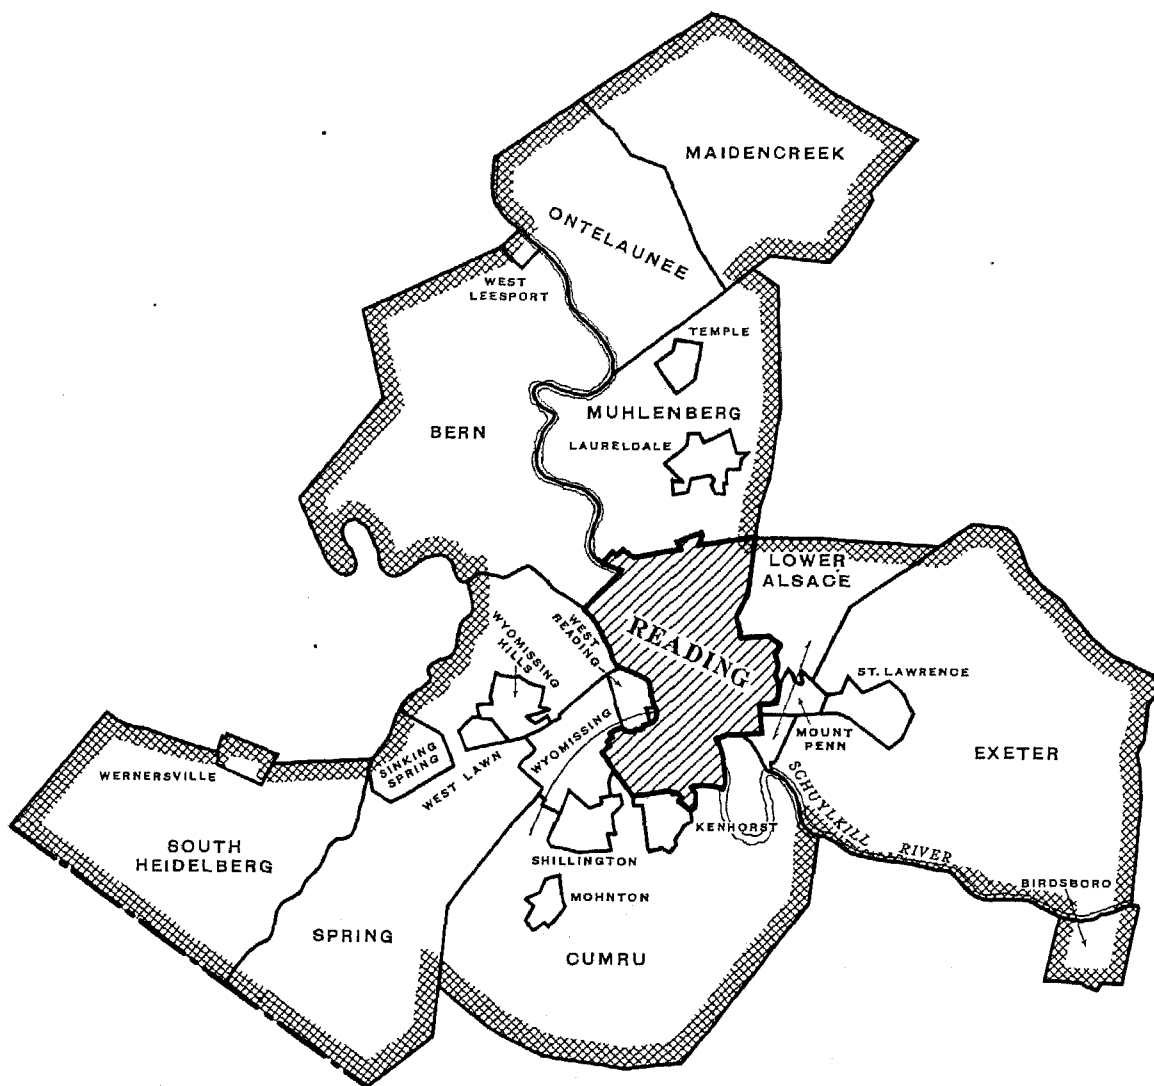 MAIDENCREEK
ONTELAUNEE
WEST
LEESPORT
TEMPLE
MUHLENBERG
BERN
LAURELDALE
LOWER
ALSACE
WYOMISSING
HILLS
WEST
READING
READING
ST. LAWRENCE
MOUNT
PENN
EXETER
WYOMISSING
SINKING
SPRING
WEST LAWN
WERNERSVILLE
SCHUYLKILL
RIVER
KENHORST
SOUTH
HEIDELBERG
SHILLINGTON
BIRDSBORO
MOHNTON
SPRING
CUMRU